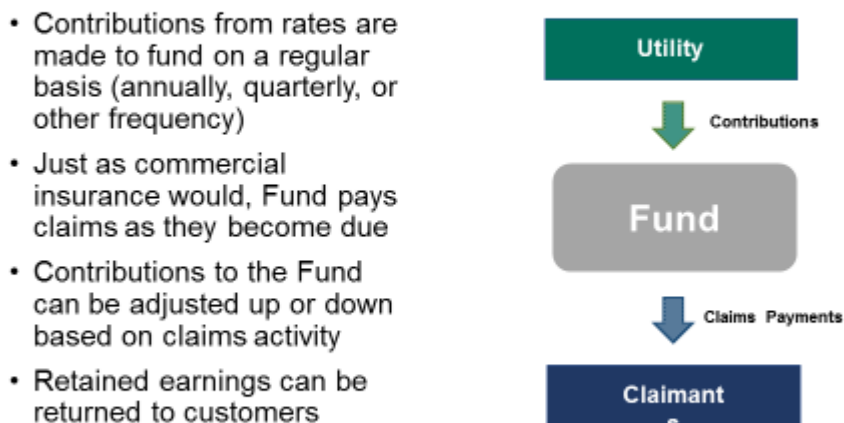 • Contributions from rates are
made to fund on a regular
basis (annually, quarterly, or
other frequency)
• Just as commercial
insurance would, Fund pays
claims as they become due
• Contributions to the Fund
can be adjusted up or down
based on claims activity
• Retained earnings can be
returned to customers
Utility
Contributions
Fund
Claims Payments
Claimant